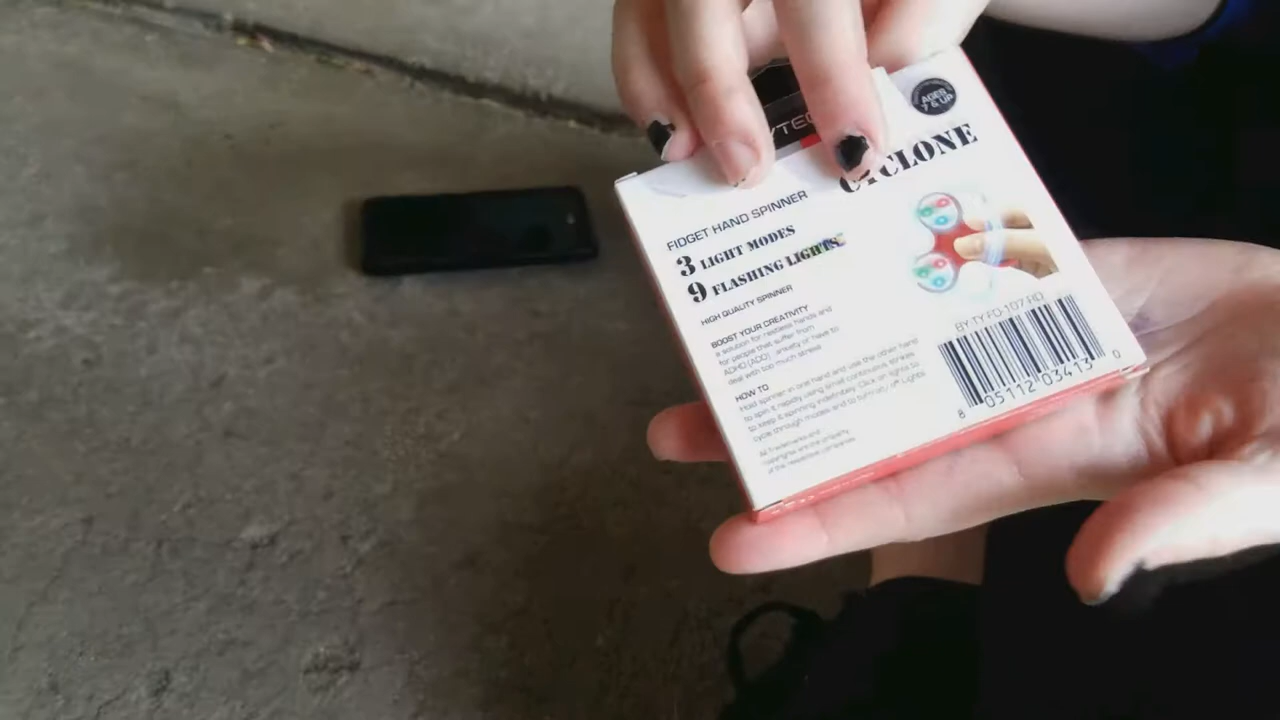 AGES
7 & UP
YTEC
CYCLONE
FIDGET HAND SPINNER
3 LIGHT MODES
9 FLASHING LIGHTS
HIGH QUALITY SPINNER
BOOST YOUR CREATIVITY
a solution for restless hands and
for people that suffer from
ADHD (ADD), anxiety or have to
deal with too much stress
HOW TO
Hold spinner in one hand and use the other hand
to spin it rapidly using small continuous strikes
to keep it spinning indefinitely. Click on lights to
cycle through modes and to turn off lights
All Trademarks and
copyrights are the property
of the respective companies
BY-TY-FD-107-RD
8 05112 03413 0